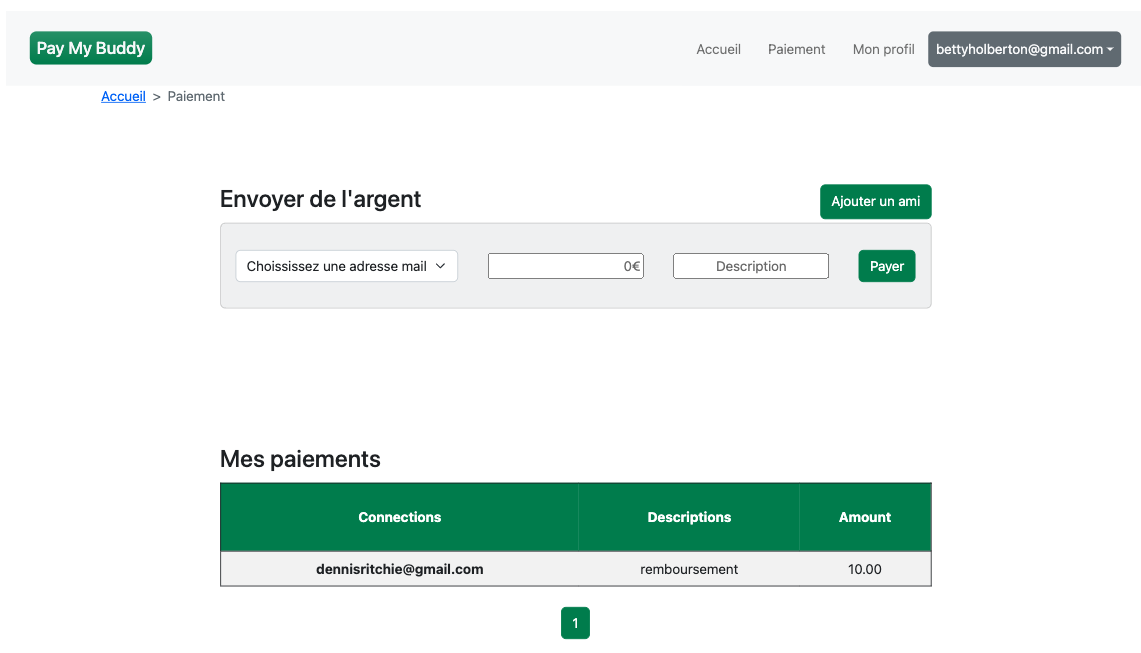 Pay My Buddy Accueil Paiement Mon profil bettyholberton@gmail.com
Accueil > Paiement
Envoyer de l'argent Ajouter un ami
Choississez une adresse mail 0€ Description Payer
Mes paiements
Connections Descriptions Amount
dennisritchie@gmail.com remboursement 10.00
1